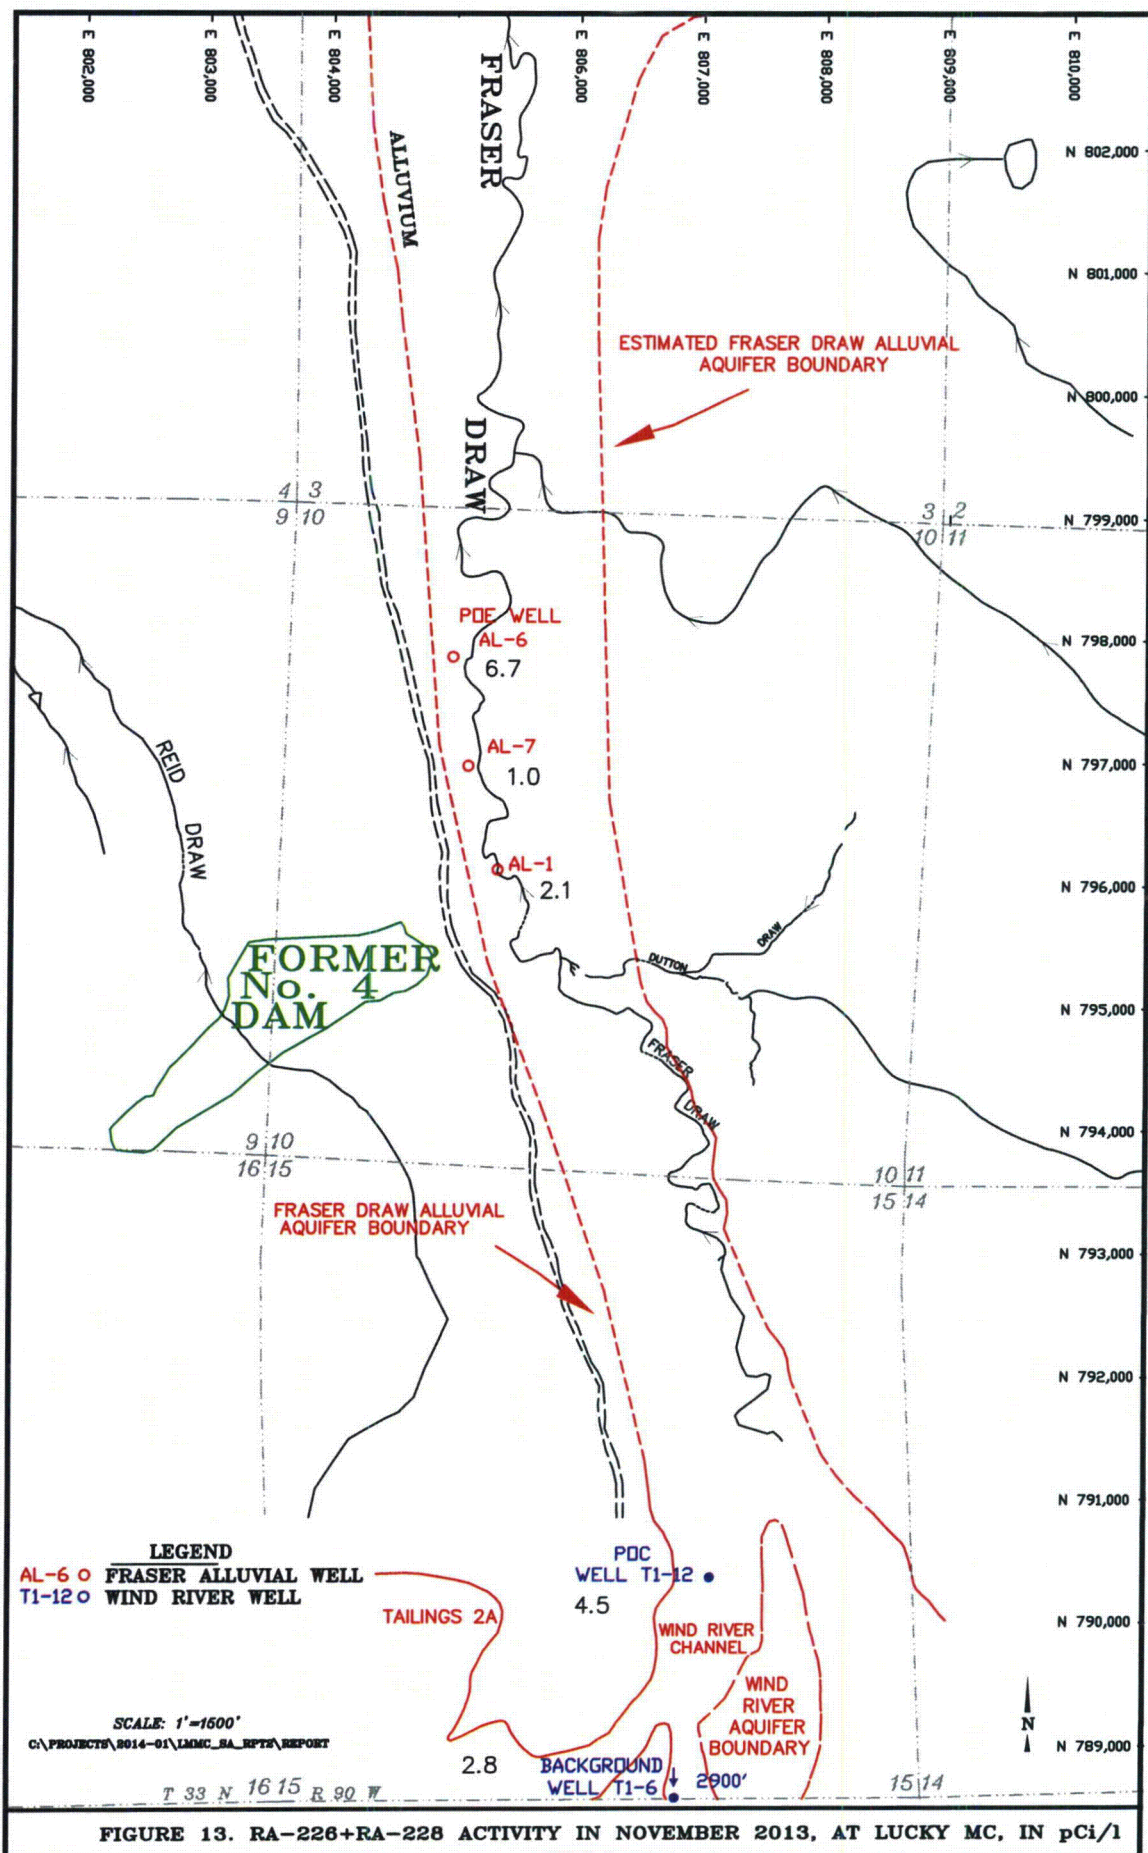 E 802,000
E 803,000
E 804,000
E 806,000
E 807,000
E 808,000
E 809,000
E 810,000
FRASER
ALLUVIUM
N 802,000
N 801,000
ESTIMATED FRASER DRAW ALLUVIAL
AQUIFER BOUNDARY
N 800,000
DRAW
4 3
9 10
3 2
10 11
N 799,000
POE WELL
AL-6
6.7
N 798,000
REID
DRAW
AL-7
1.0
N 797,000
AL-1
2.1
N 796,000
DUTTON
DRAW
FORMER
No. 4
DAM
N 795,000
FRASER
DRAW
N 794,000
9 10
16 15
10 11
15 14
FRASER DRAW ALLUVIAL
AQUIFER BOUNDARY
N 793,000
N 792,000
N 791,000
LEGEND
AL-6 FRASER ALLUVIAL WELL
T1-12 WIND RIVER WELL
POC
WELL T1-12
4.5
TAILINGS 2A
N 790,000
WIND RIVER
CHANNEL
WIND
RIVER
AQUIFER
BOUNDARY
N
N 789,000
SCALE: 1'=1600'
C:\PROJECTS\2014-01\LMMC_SA_RPTS\REPORT
2.8
BACKGROUND
WELL T1-6
2900'
T 33 N 16 15 R 90 W
15 14
FIGURE 13. RA-226+RA-228 ACTIVITY IN NOVEMBER 2013, AT LUCKY MC, IN pCi/l